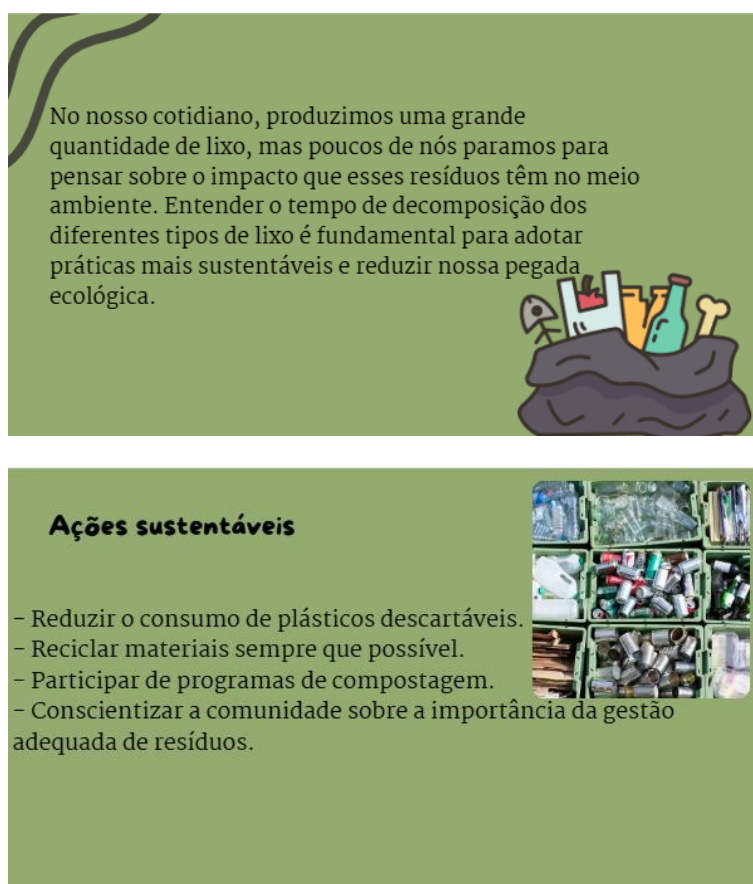 No nosso cotidiano, produzimos uma grande
quantidade de lixo, mas poucos de nós paramos para
pensar sobre o impacto que esses resíduos têm no meio
ambiente. Entender o tempo de decomposição dos
diferentes tipos de lixo é fundamental para adotar
práticas mais sustentáveis e reduzir nossa pegada
ecológica.
Ações sustentáveis
- Reduzir o consumo de plásticos descartáveis.
- Reciclar materiais sempre que possível.
- Participar de programas de compostagem.
- Conscientizar a comunidade sobre a importância da gestão
adequada de resíduos.